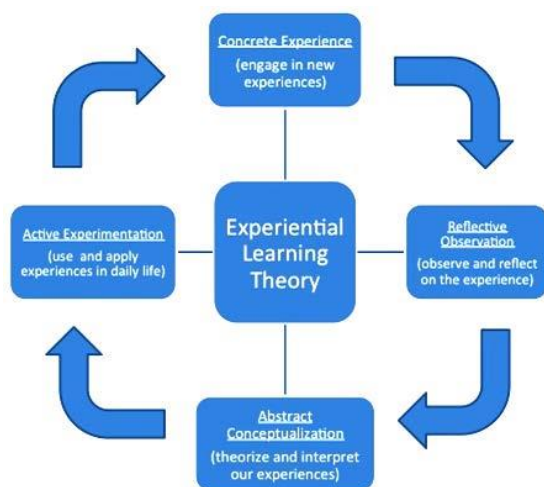 Concrete Experience
(engage in new
experiences)
Active Experimentation
(use and apply
experiences in daily life)
Experiential
Learning
Theory
Reflective
Observation
(observe and reflect
on the experience)
Abstract
Conceptualization
(theorize and interpret
our experiences)